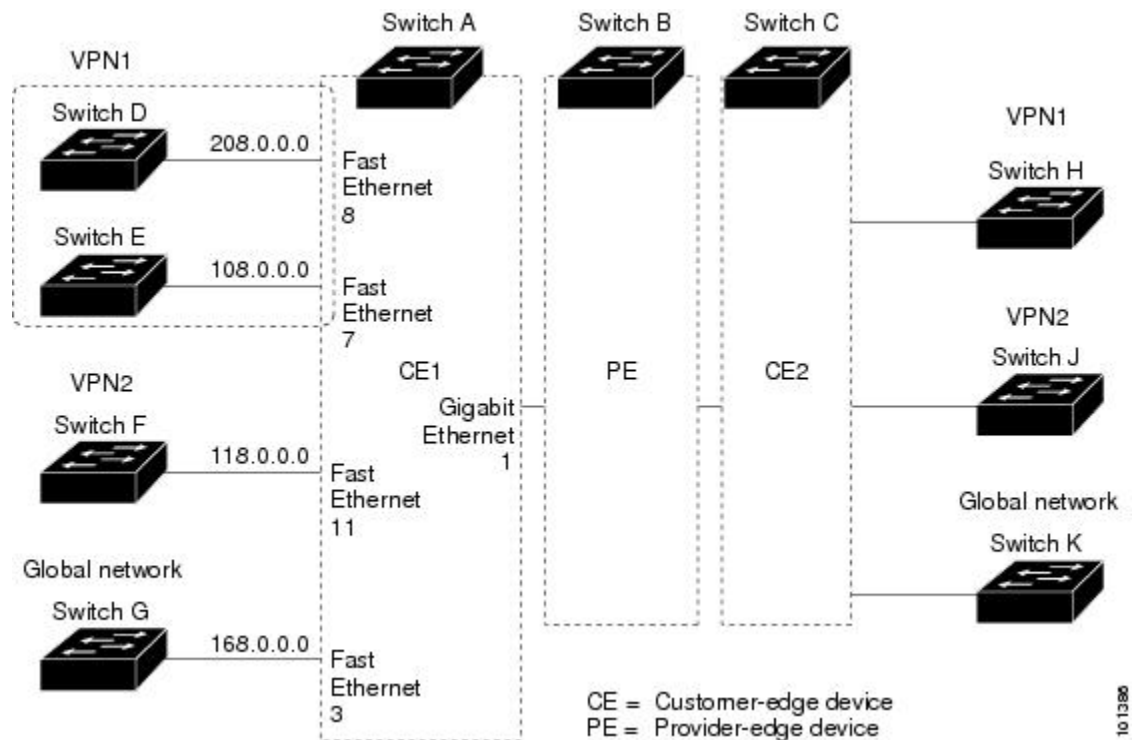 Switch A
Switch B
Switch C
VPN1
Switch D
208.0.0.0
Fast
Ethernet
8
Switch E
108.0.0.0
Fast
Ethernet
7
VPN2
Switch F
118.0.0.0
Fast
Ethernet
11
Global network
Switch G
168.0.0.0
Fast
Ethernet
3
CE1
Gigabit
Ethernet
1
PE
CE2
VPN1
Switch H
VPN2
Switch J
Global network
Switch K
CE = Customer-edge device
PE = Provider-edge device
101386